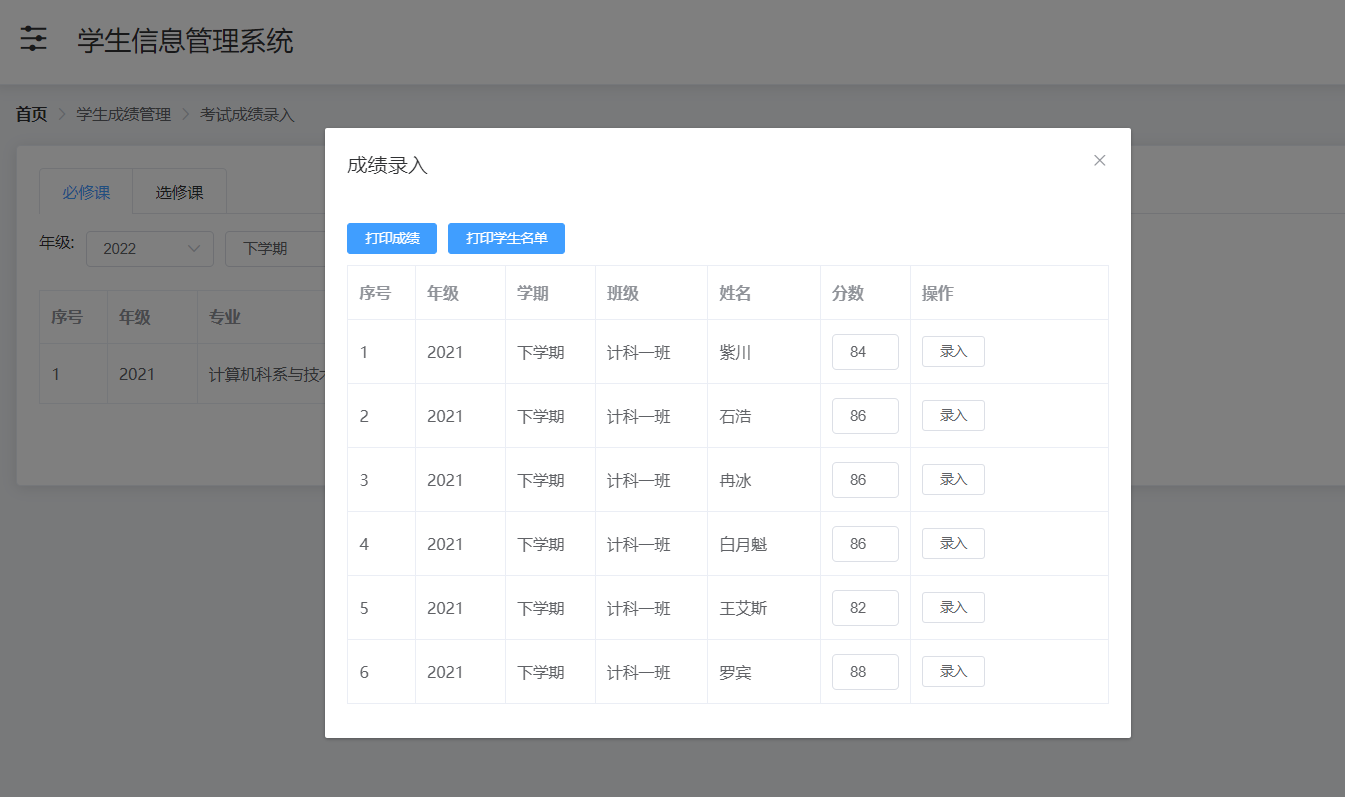 学生信息管理系统
首页 > 学生成绩管理 > 考试成绩录入
必修课 选修课
年级: 2022 下学期
序号 年级 专业
1 2021 计算机科系与技术
成绩录入
打印成绩 打印学生名单
序号 年级 学期 班级 姓名 分数 操作
1 2021 下学期 计科一班 紫川 84 录入
2 2021 下学期 计科一班 石浩 86 录入
3 2021 下学期 计科一班 冉冰 86 录入
4 2021 下学期 计科一班 白月魁 86 录入
5 2021 下学期 计科一班 王艾斯 82 录入
6 2021 下学期 计科一班 罗宾 88 录入